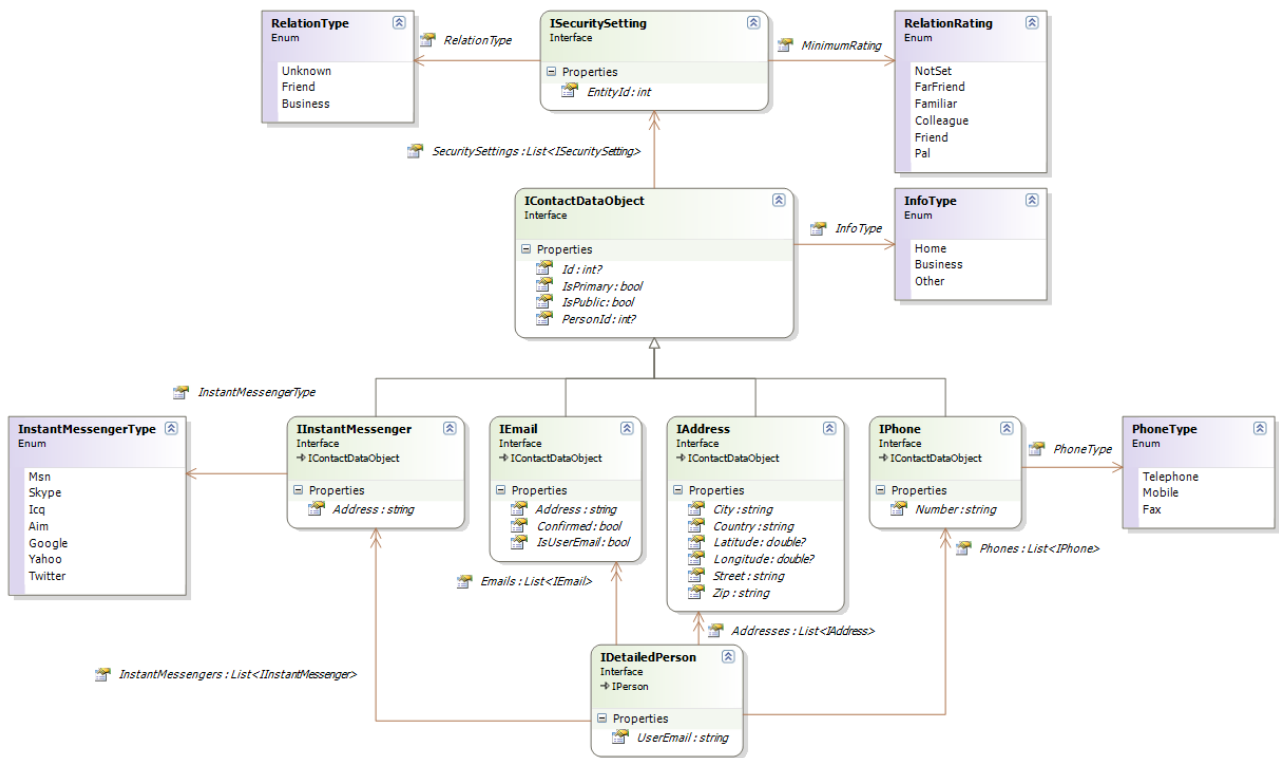 RelationType
Enum
Unknown
Friend
Business
RelationType
ISecuritySetting
Interface
Properties
EntityId : int
MinimumRating
RelationRating
Enum
NotSet
FarFriend
Familiar
Colleague
Friend
Pal
SecuritySettings : List<ISecuritySetting>
IContactDataObject
Interface
Properties
Id : int?
IsPrimary : bool
IsPublic : bool
PersonId : int?
InfoType
InfoType
Enum
Home
Business
Other
InstantMessengerType
InstantMessengerType
Enum
Msn
Skype
Icq
Aim
Google
Yahoo
Twitter
IInstantMessenger
Interface
IContactDataObject
Properties
Address : string
IEmail
Interface
IContactDataObject
Properties
Address : string
Confirmed : bool
IsUserEmail : bool
IAddress
Interface
IContactDataObject
Properties
City : string
Country : string
Latitude : double?
Longitude : double?
Street : string
Zip : string
IPhone
Interface
IContactDataObject
Properties
Number : string
PhoneType
PhoneType
Enum
Telephone
Mobile
Fax
Phones : List<IPhone>
Emails : List<IEmail>
Addresses : List<IAddress>
InstantMessengers : List<IInstantMessenger>
IDetailedPerson
Interface
IPerson
Properties
UserEmail : string